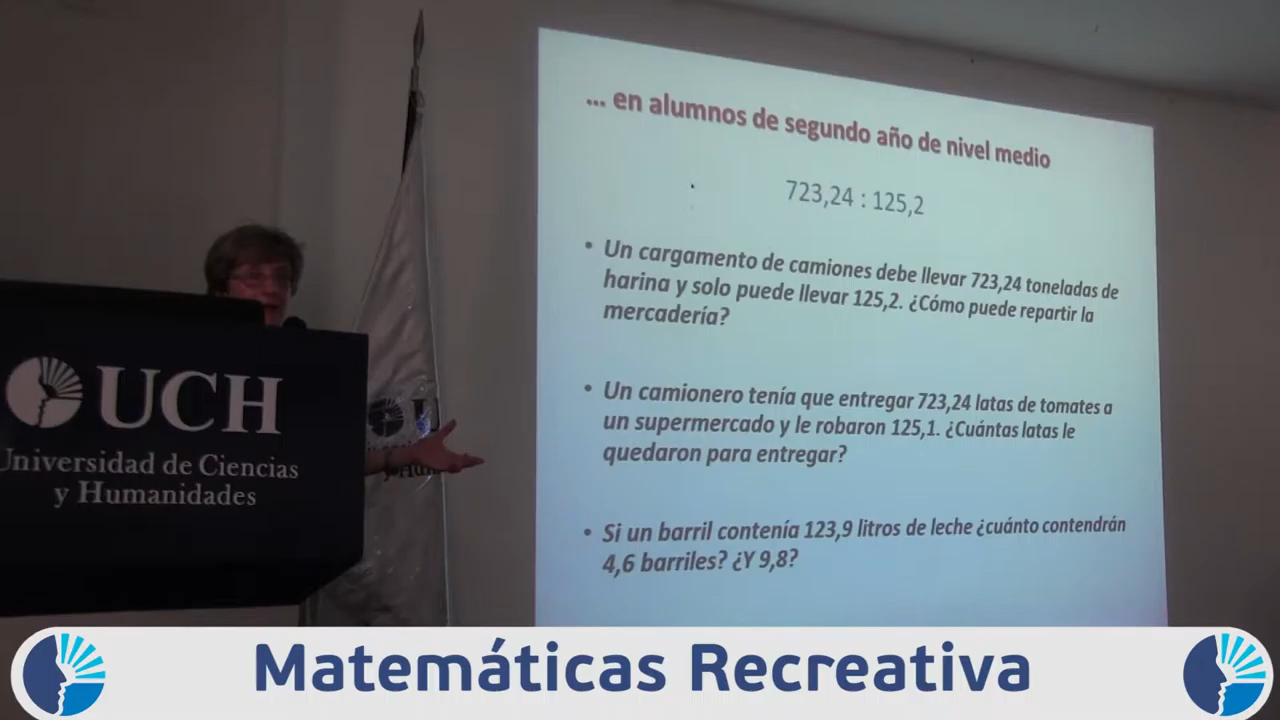 ... en alumnos de segundo año de nivel medio
723,24 : 125,2
• Un cargamento de camiones debe llevar 723,24 toneladas de
harina y solo puede llevar 125,2. ¿Cómo puede repartir la
mercadería?
• Un camionero tenía que entregar 723,24 latas de tomates a
un supermercado y le robaron 125,1. ¿Cuántas latas le
quedaron para entregar?
• Si un barril contenía 123,9 litros de leche ¿cuánto contendrán
4,6 barriles? ¿Y 9,8?
UCH
Universidad de Ciencias
y Humanidades
Matemáticas Recreativa